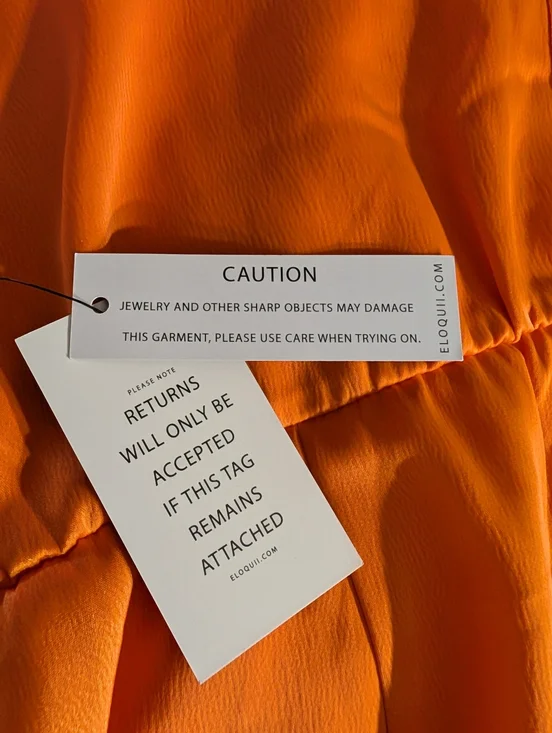 CAUTION
JEWELRY AND OTHER SHARP OBJECTS MAY DAMAGE
THIS GARMENT, PLEASE USE CARE WHEN TRYING ON.
ELOQUII.COM
PLEASE NOTE
RETURNS
WILL ONLY BE
ACCEPTED
IF THIS TAG
REMAINS
ATTACHED
ELOQUII.COM